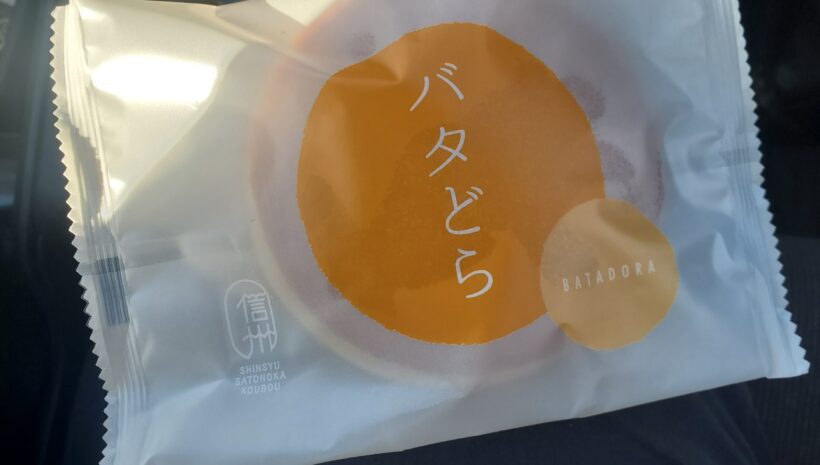 バタどら
BATADORA
信州
SHINSYU
SATONOKA
KOUBOU